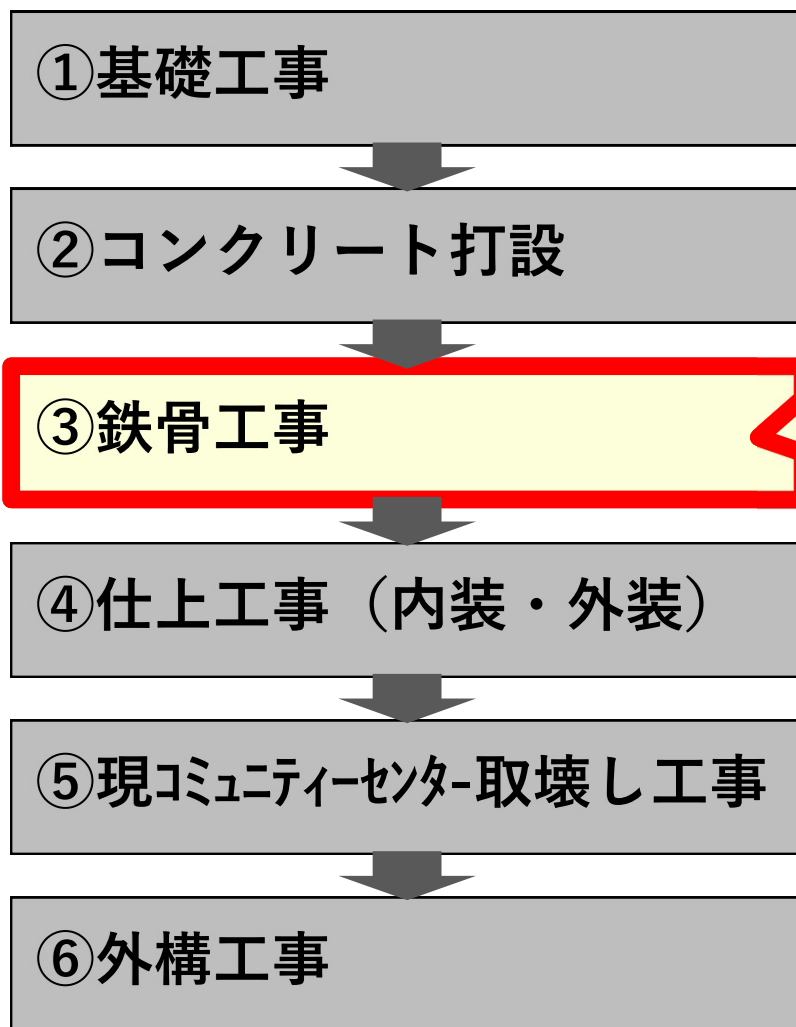 ①基礎工事
②コンクリート打設
③鉄骨工事
④仕上工事（内装・外装）
⑤現コミュニティーセンター取壊し工事
⑥外構工事